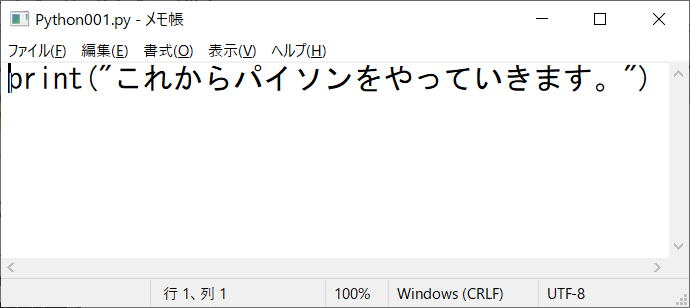 Python001.py - メモ帳
ファイル(F) 編集(E) 書式(O) 表示(V) ヘルプ(H)
print("これからパイソンをやっていきます。")
行 1、列 1 100% Windows (CRLF) UTF-8